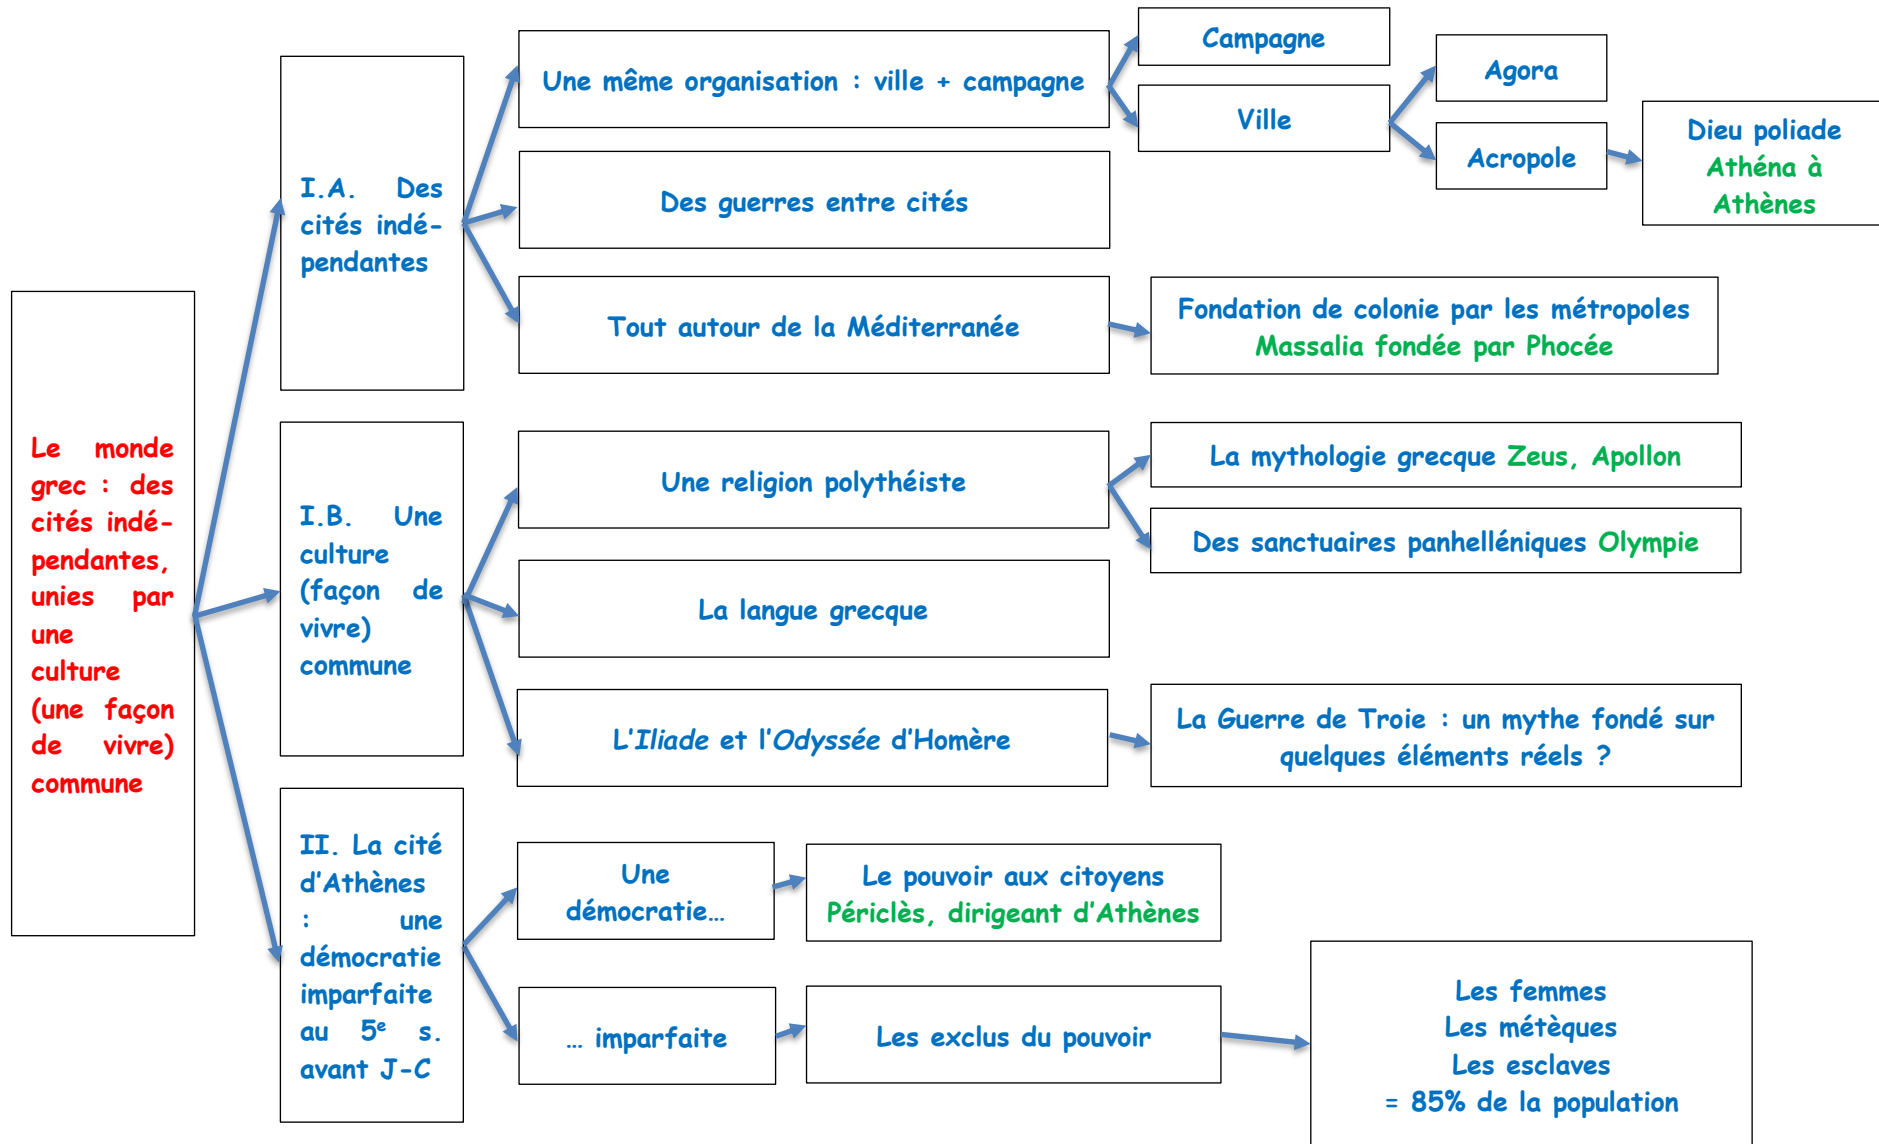 Le monde
grec : des
cités indé-
pendantes,
unies par
une
culture
(une façon
de vivre)
commune
I.A. Des
cités indé-
pendantes
Une même organisation : ville + campagne
Campagne
Ville
Agora
Acropole
Dieu poliade
Athéna à
Athènes
Des guerres entre cités
Tout autour de la Méditerranée
Fondation de colonie par les métropoles
Massalia fondée par Phocée
I.B. Une
culture
(façon de
vivre)
commune
Une religion polythéiste
La mythologie grecque Zeus, Apollon
Des sanctuaires panhelléniques Olympie
La langue grecque
L'Iliade et l'Odyssée d'Homère
La Guerre de Troie : un mythe fondé sur
quelques éléments réels ?
II. La cité
d'Athènes
: une
démocratie
imparfaite
au 5e s.
avant J-C
Une
démocratie…
Le pouvoir aux citoyens
Périclès, dirigeant d'Athènes
… imparfaite
Les exclus du pouvoir
Les femmes
Les métèques
Les esclaves
= 85% de la population